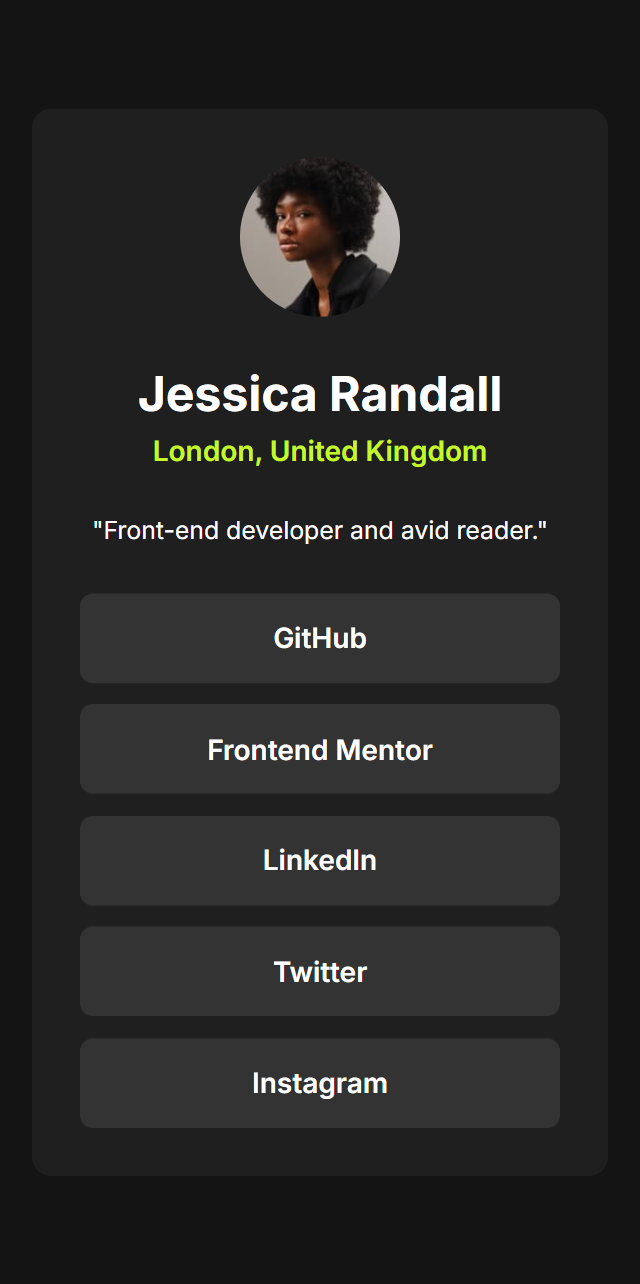 Jessica Randall
London, United Kingdom
"Front-end developer and avid reader."
GitHub
Frontend Mentor
LinkedIn
Twitter
Instagram